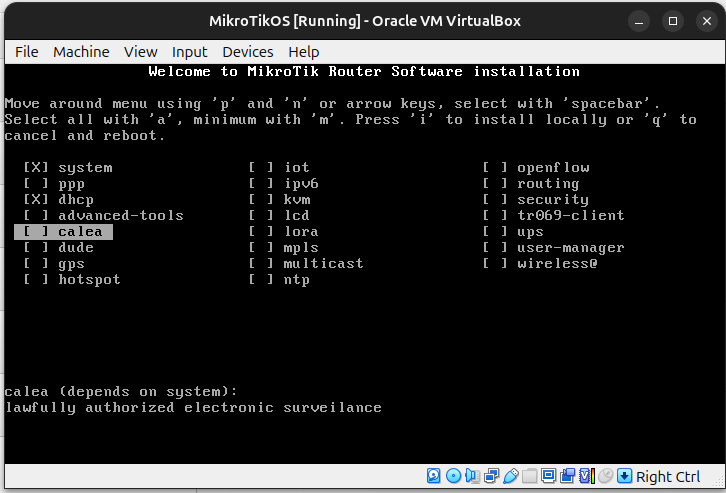 MikroTikOS [Running] - Oracle VM VirtualBox
File Machine View Input Devices Help
Welcome to MikroTik Router Software installation
Move around menu using 'p' and 'n' or arrow keys, select with 'spacebar'.
Select all with 'a', minimum with 'm'. Press 'i' to install locally or 'q' to
cancel and reboot.
[X] system [ ] iot [ ] openflow
[ ] ppp [ ] ipv6 [ ] routing
[X] dhcp [ ] kvm [ ] security
[ ] advanced-tools [ ] lcd [ ] tr069-client
[ ] calea [ ] lora [ ] ups
[ ] dude [ ] mpls [ ] user-manager
[ ] gps [ ] multicast [ ] wireless@
[ ] hotspot [ ] ntp
calea (depends on system):
lawfully authorized electronic surveilance
Right Ctrl